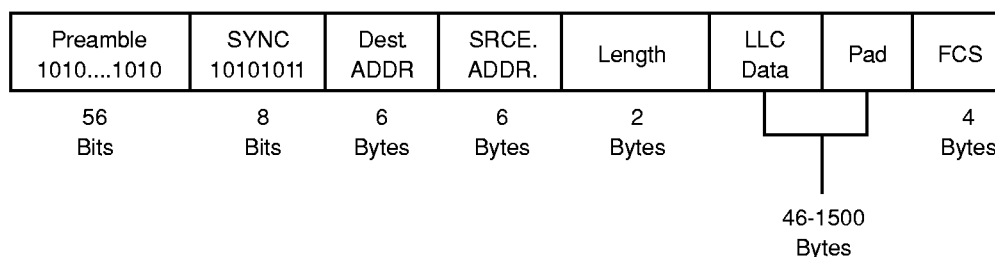 Preamble
1010....1010
SYNC
10101011
Dest.
ADDR
SRCE.
ADDR.
Length
LLC
Data
Pad
FCS
56
Bits
8
Bits
6
Bytes
6
Bytes
2
Bytes
4
Bytes
46-1500
Bytes